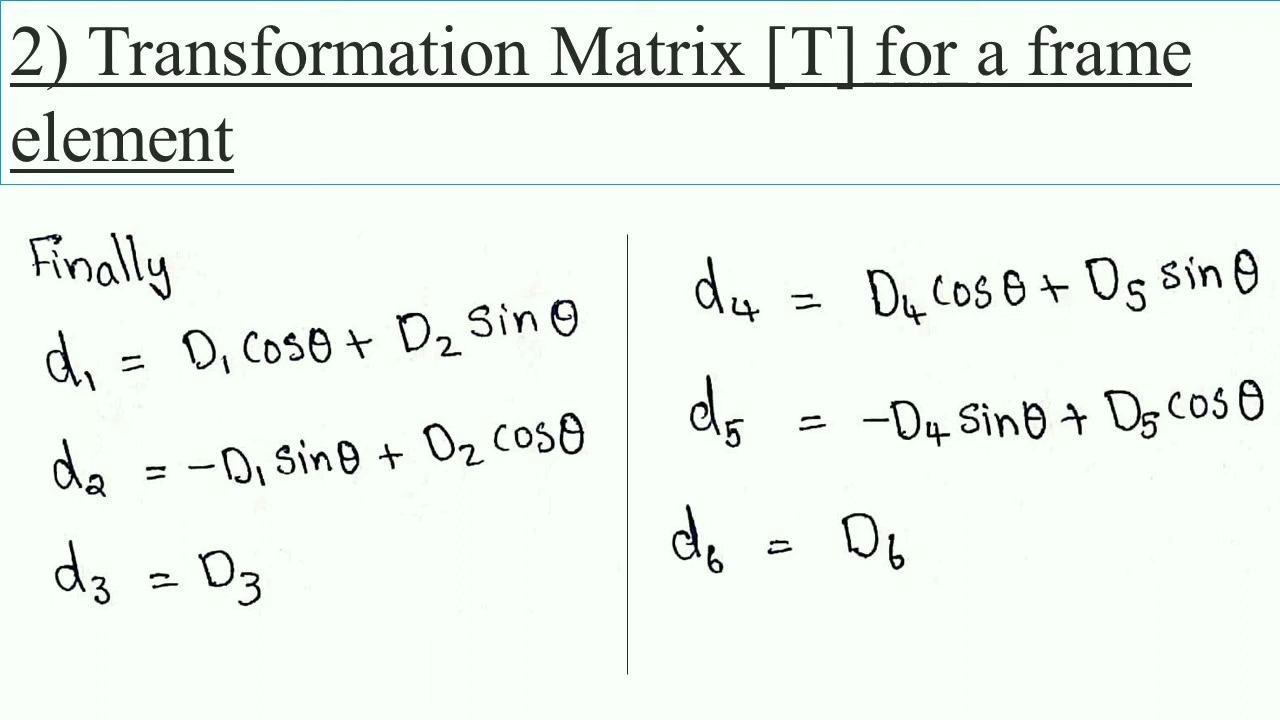 2) Transformation Matrix [T] for a frame
element
Finally
d₁ = D₁ cosθ + D₂ sinθ
d₂ = -D₁ sinθ + D₂ cosθ
d₃ = D₃
d₄ = D₄ cosθ + D₅ sinθ
d₅ = -D₄ sinθ + D₅ cosθ
d₆ = D₆